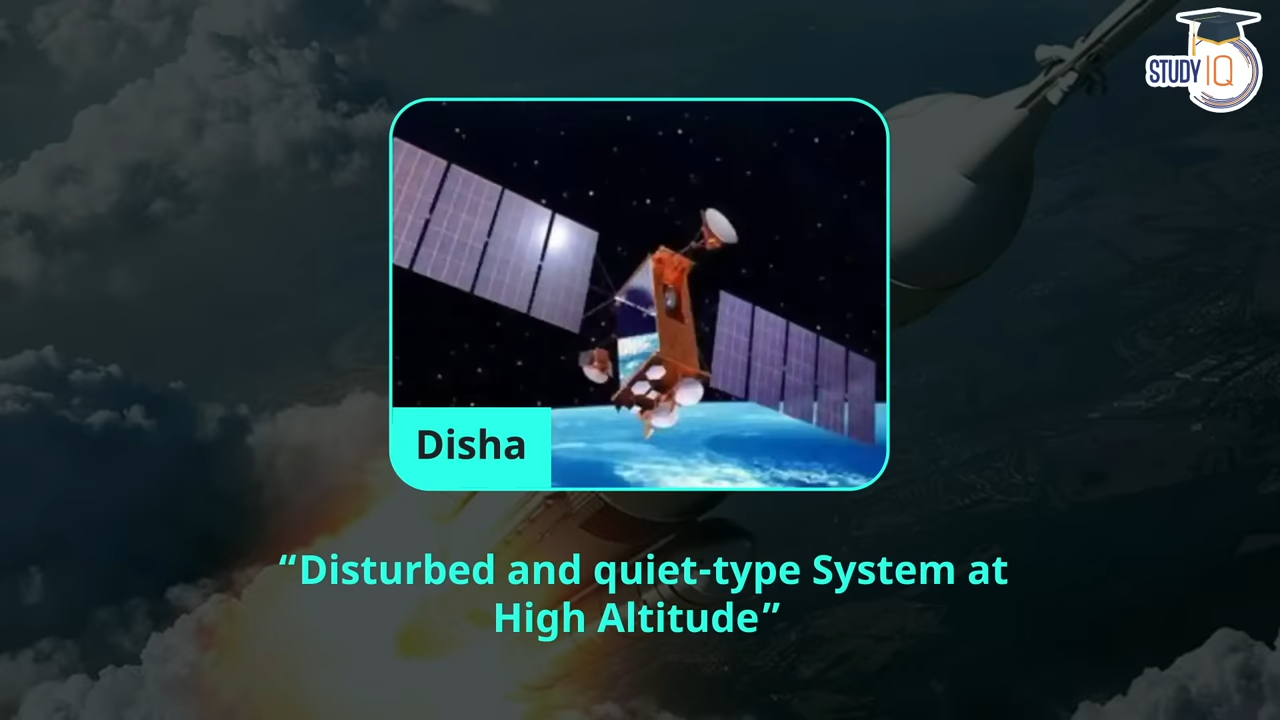 STUDY IQ
Disha
“Disturbed and quiet-type System at
High Altitude”